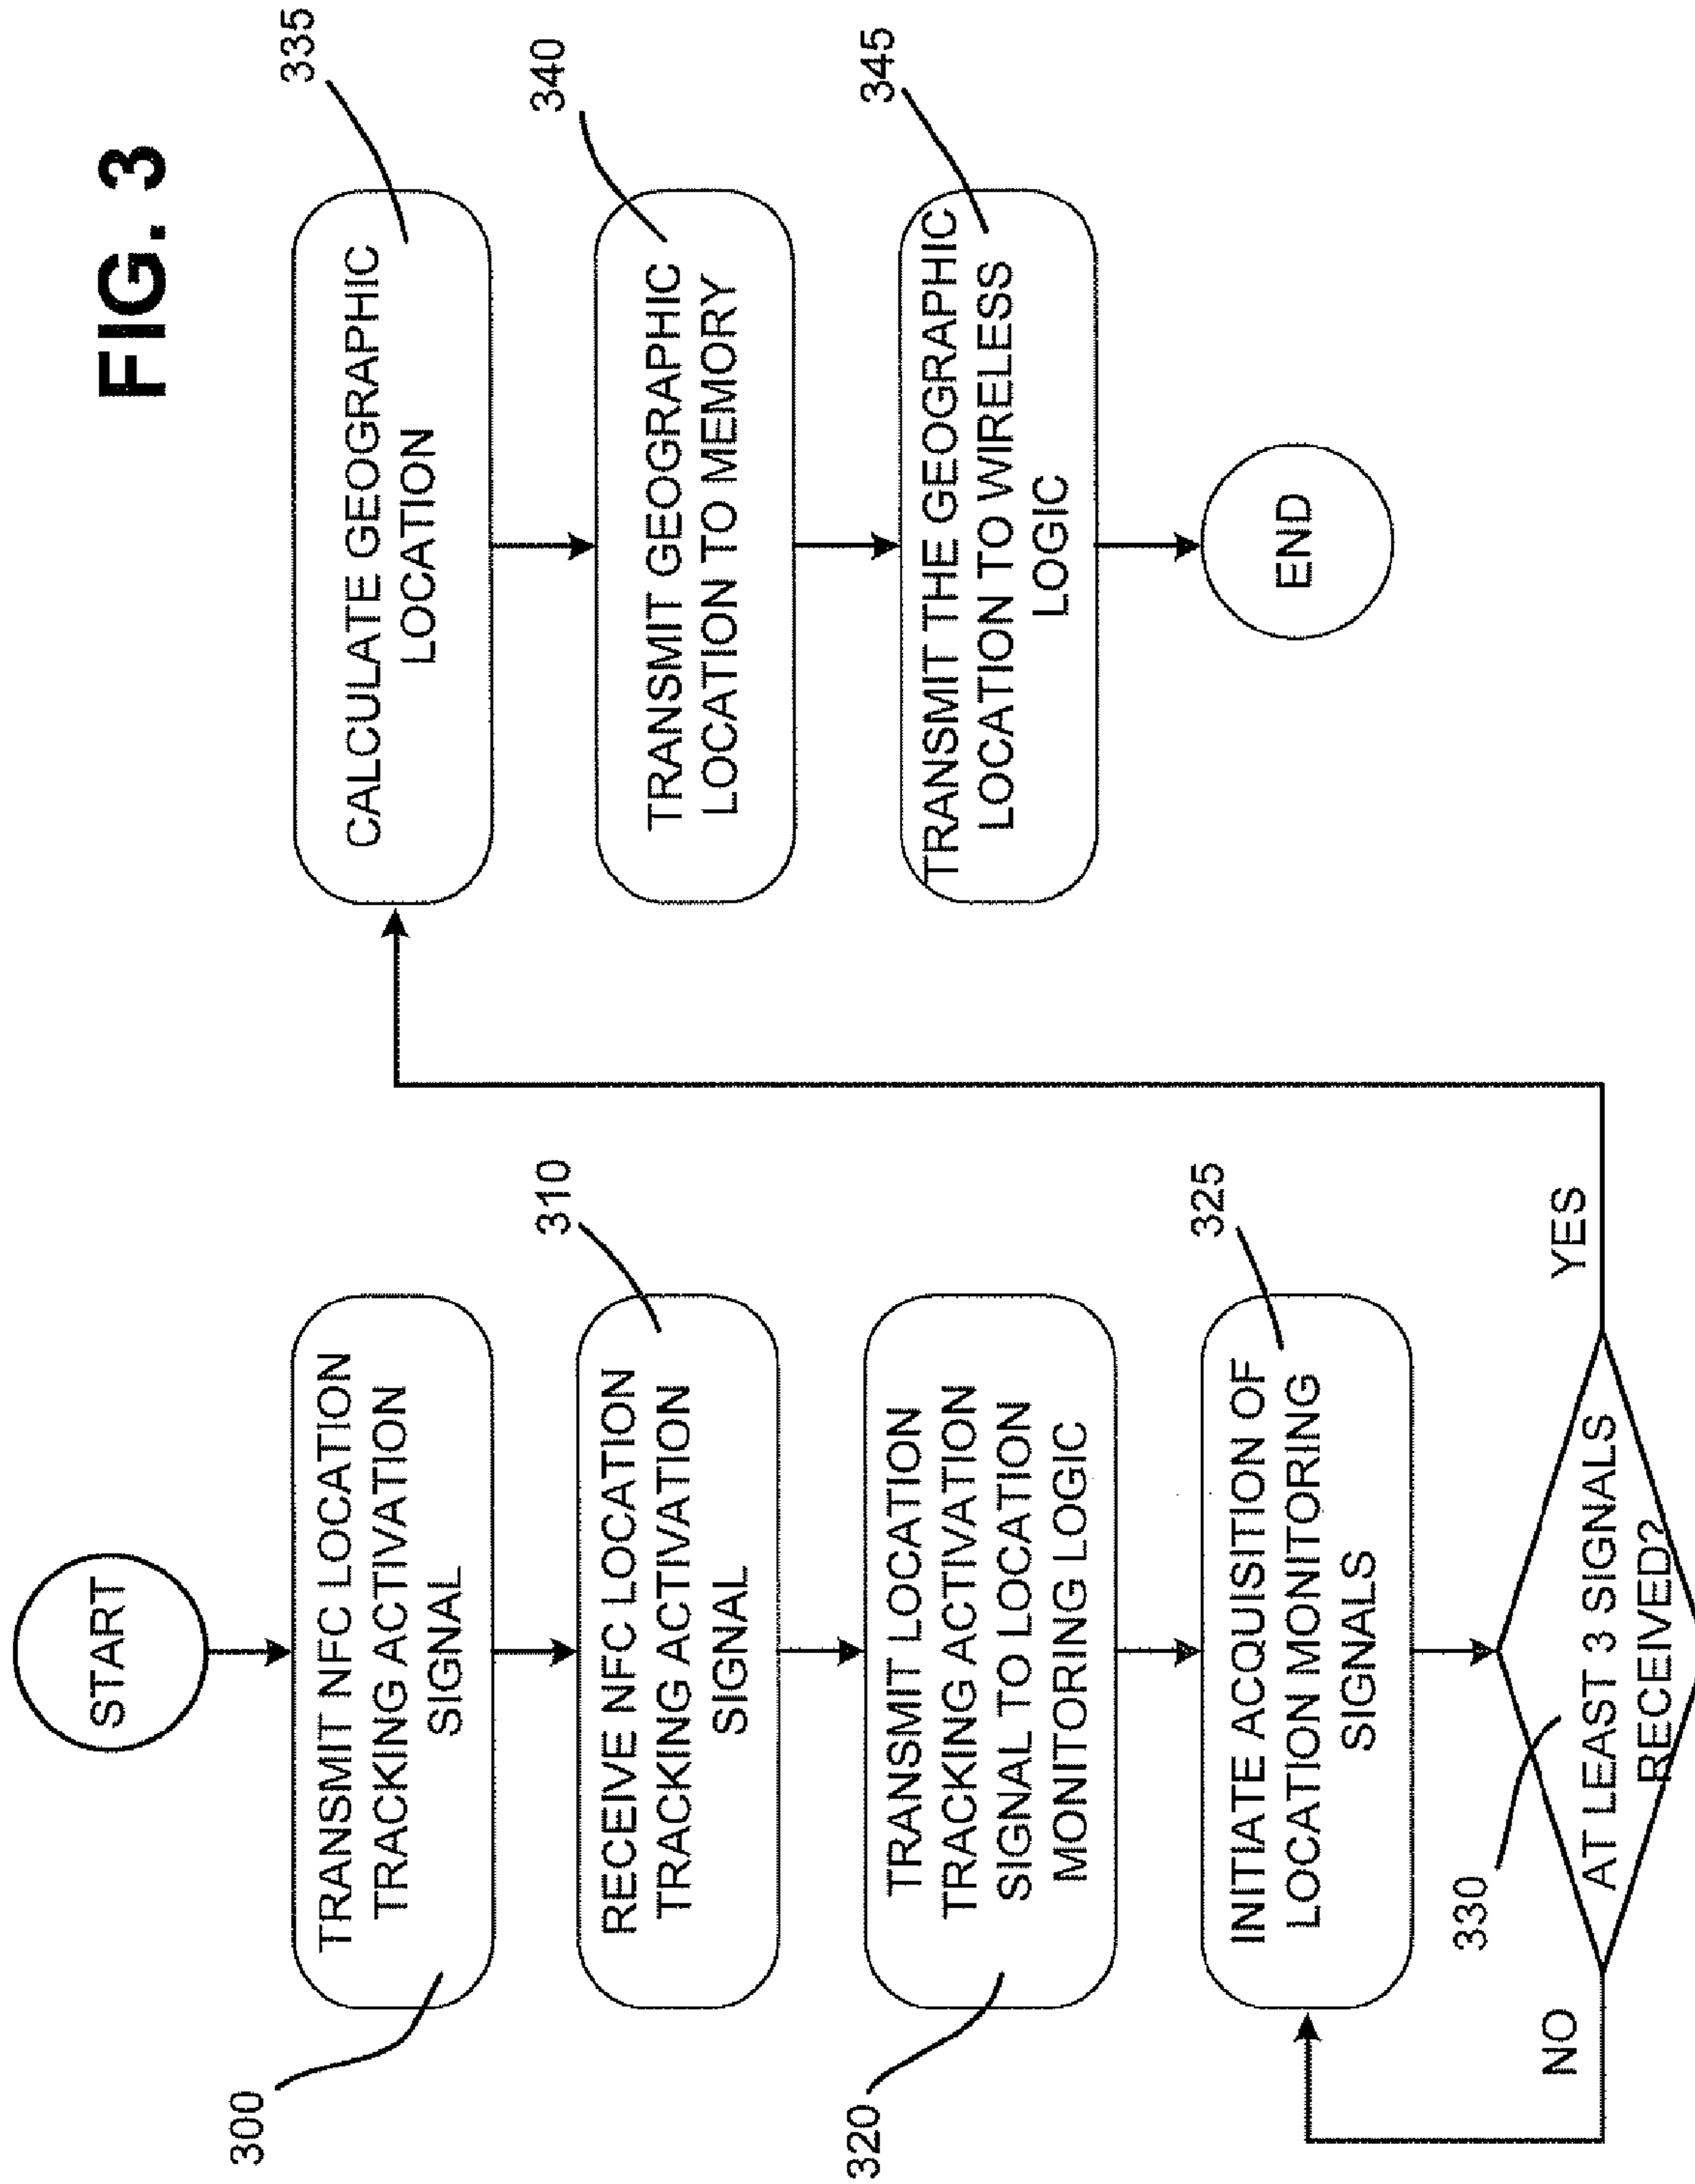 FIG. 3
START
300
TRANSMIT NFC LOCATION
TRACKING ACTIVATION
SIGNAL
310
RECEIVE NFC LOCATION
TRACKING ACTIVATION
SIGNAL
320
TRANSMIT LOCATION
TRACKING ACTIVATION
SIGNAL TO LOCATION
MONITORING LOGIC
325
INITIATE ACQUISITION OF
LOCATION MONITORING
SIGNALS
330
AT LEAST 3 SIGNALS
RECEIVED?
NO
YES
335
CALCULATE GEOGRAPHIC
LOCATION
340
TRANSMIT GEOGRAPHIC
LOCATION TO MEMORY
345
TRANSMIT THE GEOGRAPHIC
LOCATION TO WIRELESS
LOGIC
END